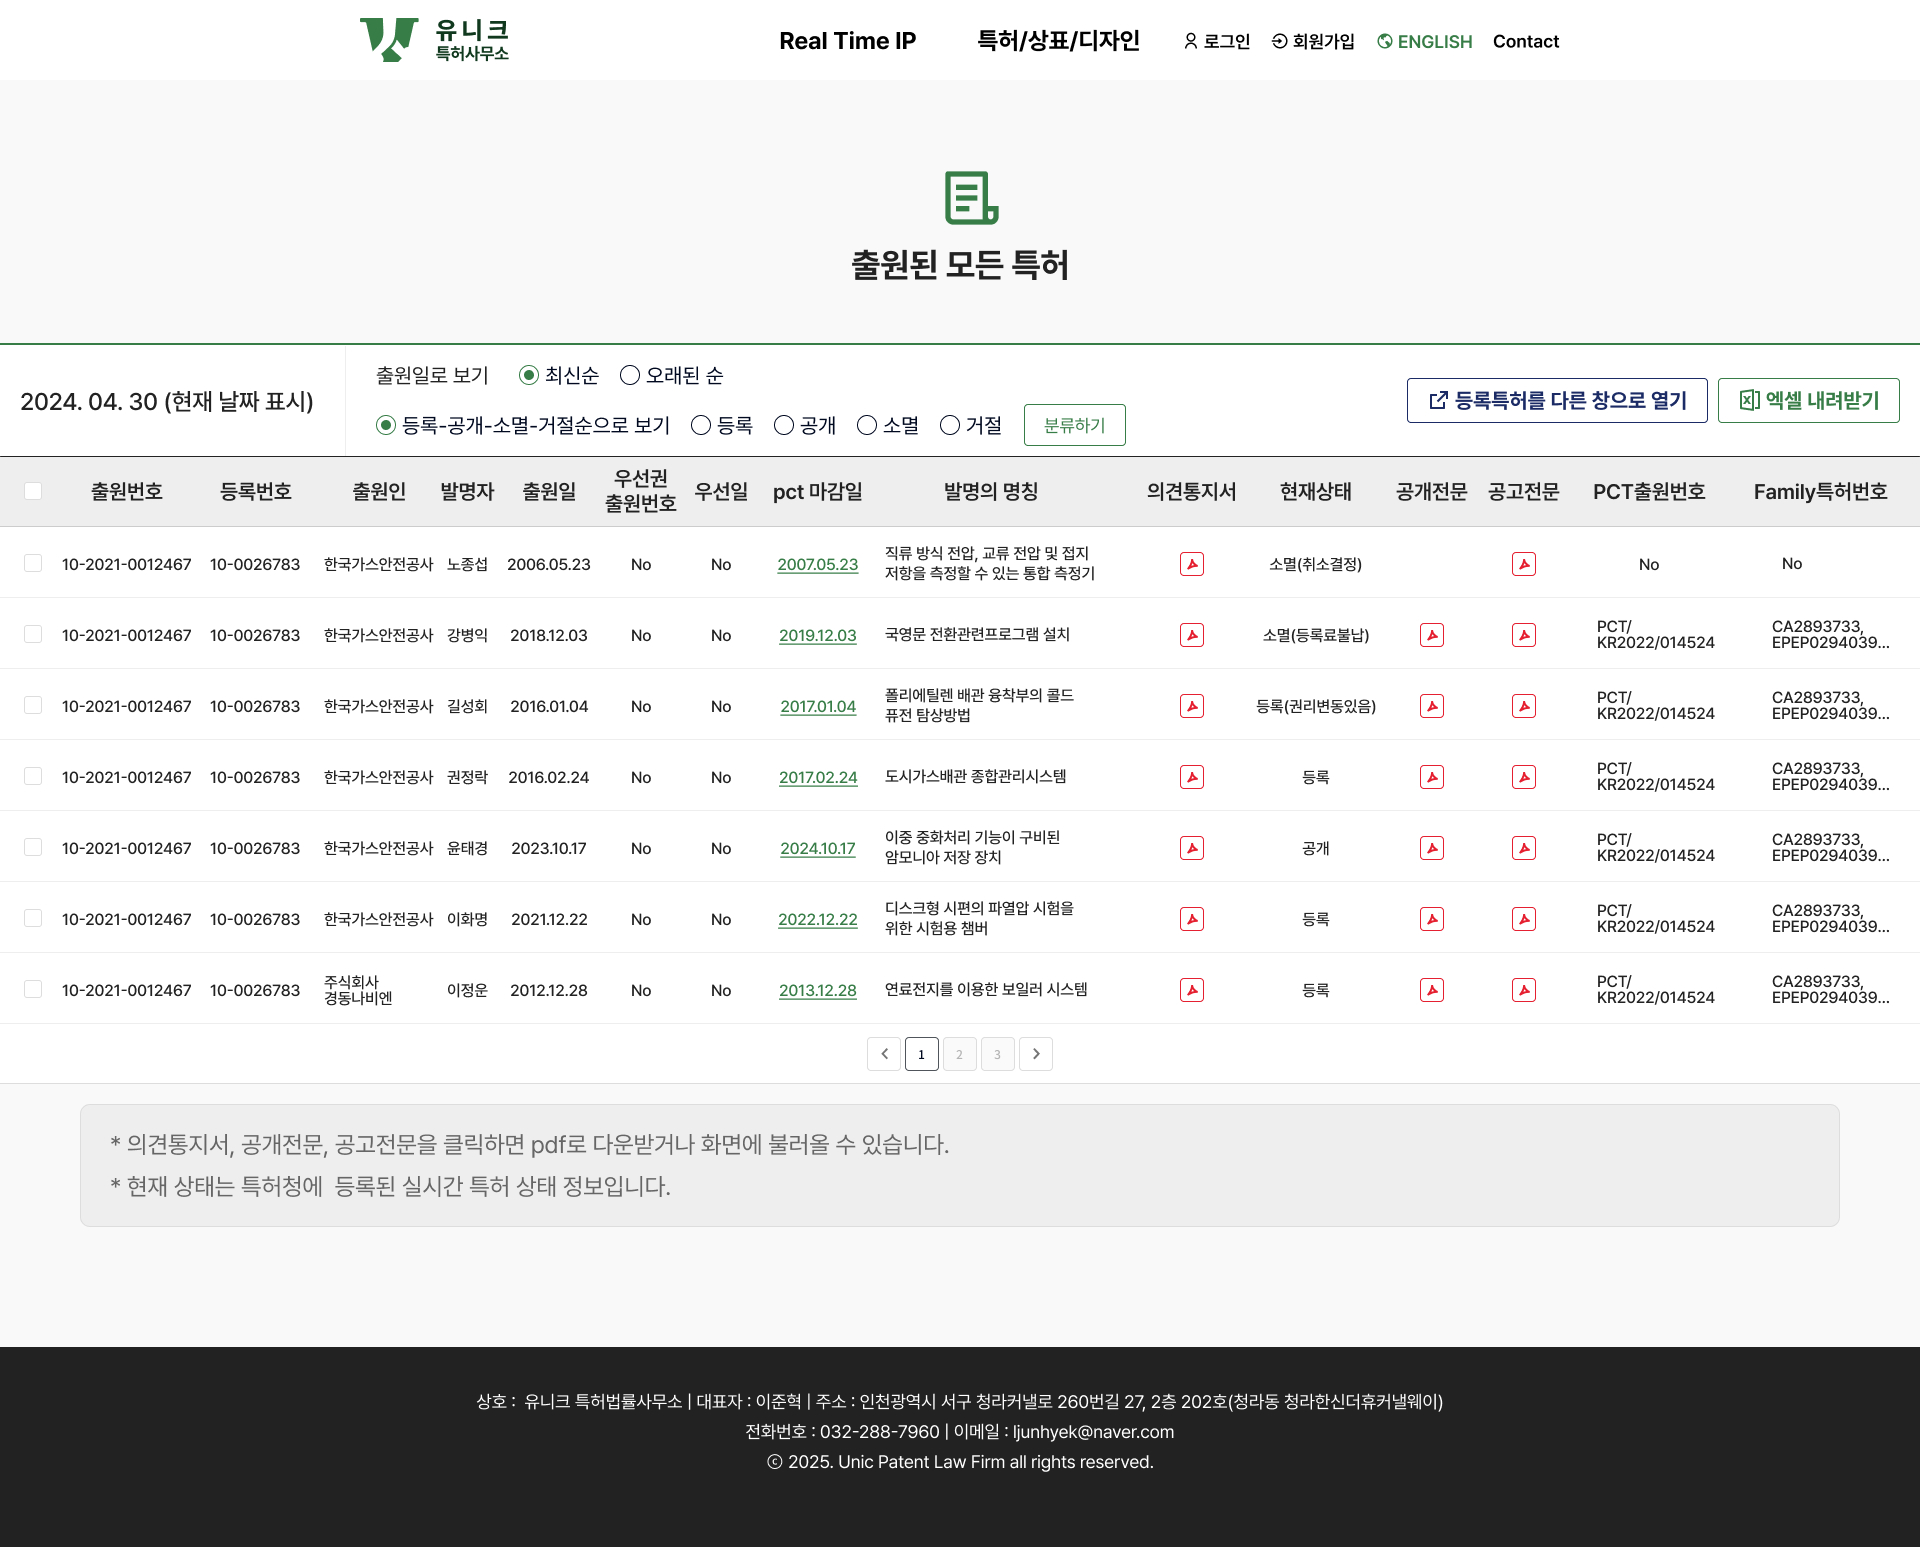 유니크
특허사무소
Real Time IP
특허/상표/디자인
로그인
회원가입
ENGLISH
Contact
출원된 모든 특허
2024. 04. 30 (현재 날짜 표시)
출원일로 보기 최신순 오래된 순
등록-공개-소멸-거절순으로 보기 등록 공개 소멸 거절 분류하기
등록특허를 다른 창으로 열기
엑셀 내려받기
출원번호 등록번호 출원인 발명자 출원일 우선권
출원번호 우선일 pct 마감일 발명의 명칭 의견통지서 현재상태 공개전문 공고전문 PCT출원번호 Family특허번호
10-2021-0012467 10-0026783 한국가스안전공사 노종섭 2006.05.23 No No 2007.05.23 직류 방식 전압, 교류 전압 및 접지
저항을 측정할 수 있는 통합 측정기 소멸(취소결정) No No
10-2021-0012467 10-0026783 한국가스안전공사 강병익 2018.12.03 No No 2019.12.03 국영문 전환관련프로그램 설치 소멸(등록료불납) PCT/
KR2022/014524 CA2893733,
EPEP0294039...
10-2021-0012467 10-0026783 한국가스안전공사 길성회 2016.01.04 No No 2017.01.04 폴리에틸렌 배관 융착부의 콜드
퓨전 탐상방법 등록(권리변동있음) PCT/
KR2022/014524 CA2893733,
EPEP0294039...
10-2021-0012467 10-0026783 한국가스안전공사 권정락 2016.02.24 No No 2017.02.24 도시가스배관 종합관리시스템 등록 PCT/
KR2022/014524 CA2893733,
EPEP0294039...
10-2021-0012467 10-0026783 한국가스안전공사 윤태경 2023.10.17 No No 2024.10.17 이중 중화처리 기능이 구비된
암모니아 저장 장치 공개 PCT/
KR2022/014524 CA2893733,
EPEP0294039...
10-2021-0012467 10-0026783 한국가스안전공사 이화명 2021.12.22 No No 2022.12.22 디스크형 시편의 파열압 시험을
위한 시험용 챔버 등록 PCT/
KR2022/014524 CA2893733,
EPEP0294039...
10-2021-0012467 10-0026783 주식회사
경동나비엔 이정운 2012.12.28 No No 2013.12.28 연료전지를 이용한 보일러 시스템 등록 PCT/
KR2022/014524 CA2893733,
EPEP0294039...
1 2 3
* 의견통지서, 공개전문, 공고전문을 클릭하면 pdf로 다운받거나 화면에 불러올 수 있습니다.
* 현재 상태는 특허청에 등록된 실시간 특허 상태 정보입니다.
상호 : 유니크 특허법률사무소 | 대표자 : 이준혁 | 주소 : 인천광역시 서구 청라커낼로 260번길 27, 2층 202호(청라동 청라한신더휴커낼웨이)
전화번호 : 032-288-7960 | 이메일 : ljunhyek@naver.com
ⓒ 2025. Unic Patent Law Firm all rights reserved.